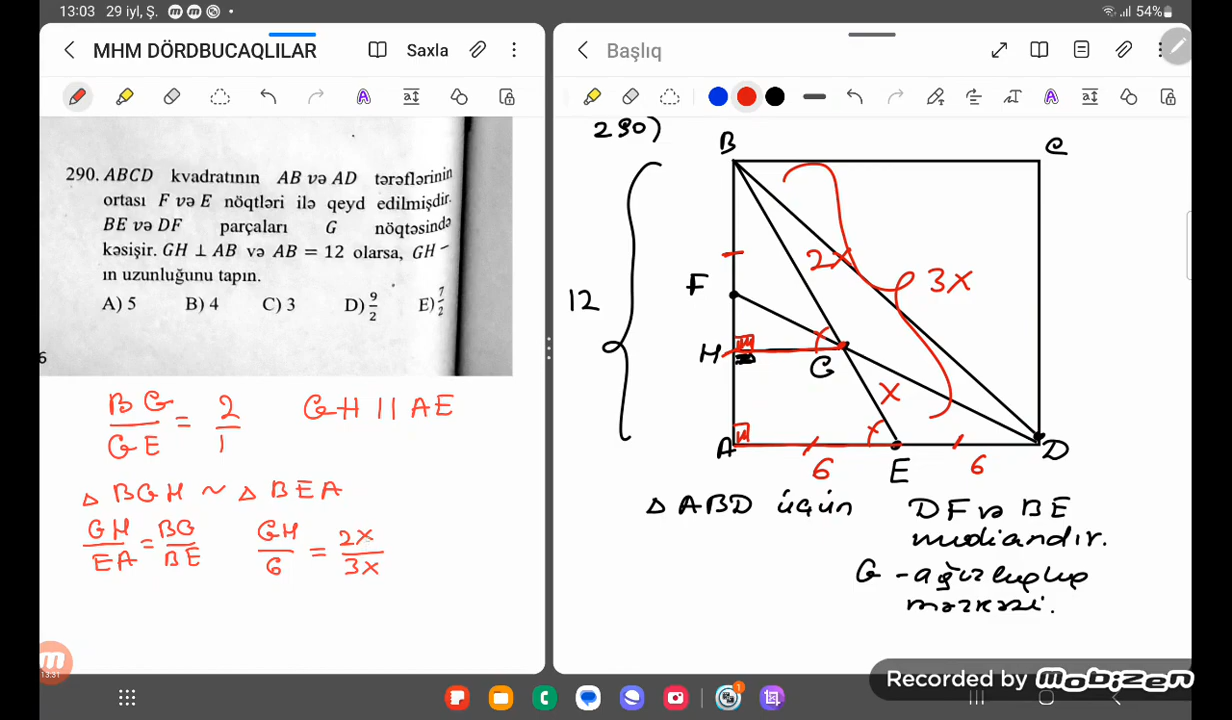 13:03 29 iyl, Ş. 54%
MHM DÖRDBUCAQLILAR Saxla
Başlıq
290. ABCD kvadratının AB və AD tərəflərinin
ortası F və E nöqtləri ilə qeyd edilmişdir.
BE və DF parçaları G nöqtəsində
kəsişir. GH ⊥ AB və AB = 12 olarsa, GH –
ın uzunluğunu tapın.
A) 5 B) 4 C) 3 D) 9/2 E) 7/2
6
BG/GE = 2/1 GH || AE
△ BGH ~ △ BEA
GH/EA = BG/BE GH/6 = 2x/3x
13:31
290)
B C
2x 3x
F
12
H G
x
A 6 E 6 D
△ ABD üçün DF və BE
mediandır.
G - ağırlıq
mərkəzi.
Recorded by mobizen